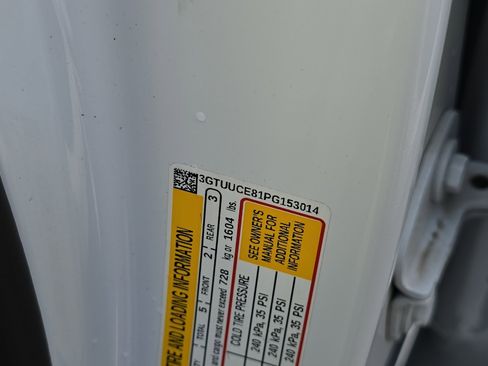 3GTUUCE81PG153014
TIRE AND LOADING INFORMATION
TOTAL 5 FRONT 2 REAR 3
and cargo must never exceed 728 kg or 1604 lbs.
COLD TIRE PRESSURE
240 kPa, 35 PSI
240 kPa, 35 PSI
240 kPa, 35 PSI
SEE OWNER'S
MANUAL FOR
ADDITIONAL
INFORMATION